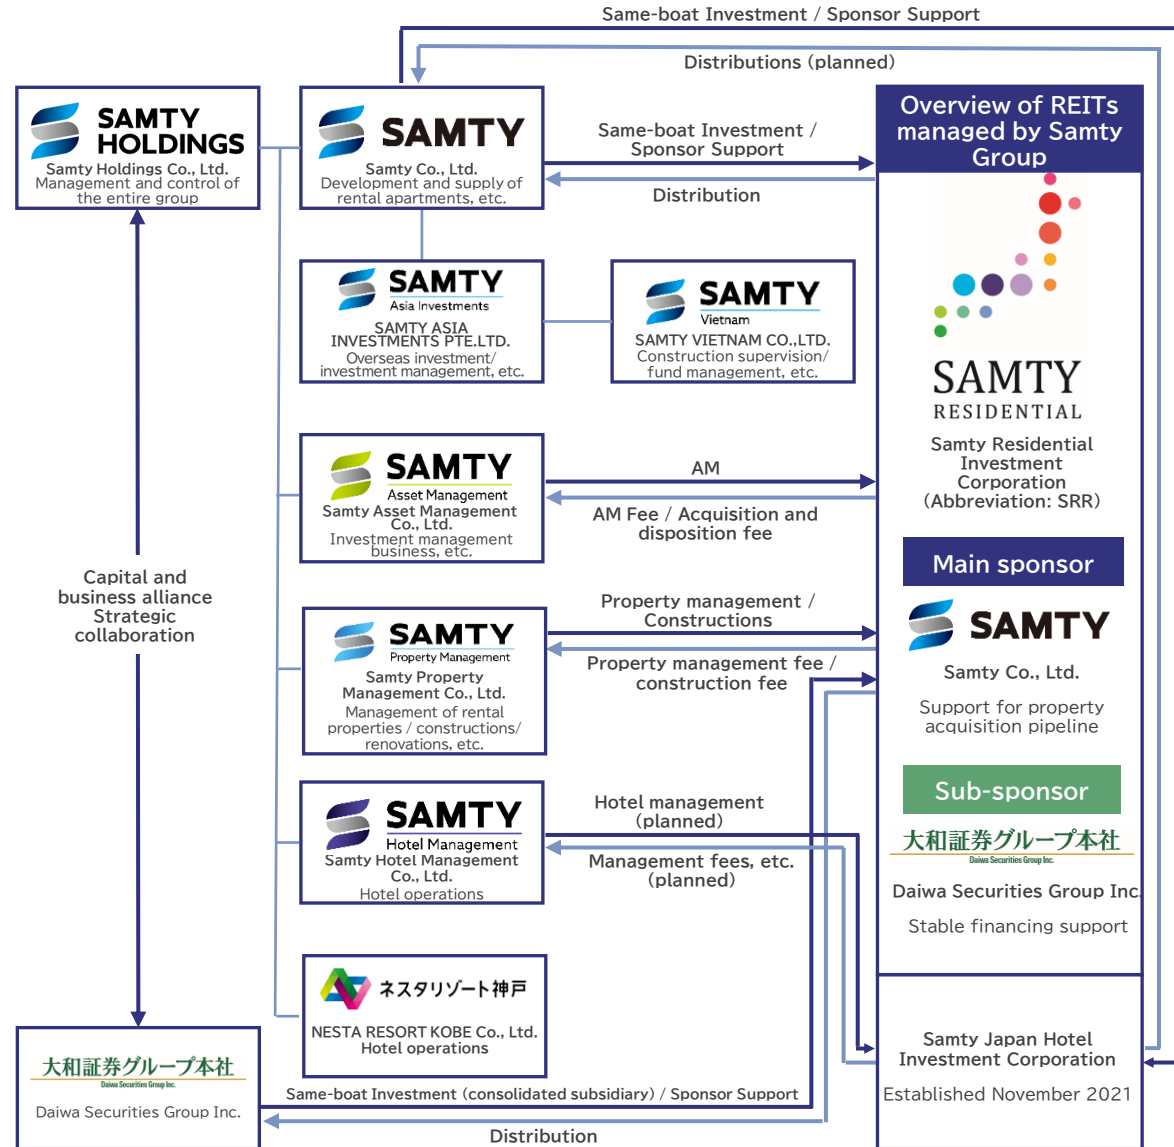 Same-boat Investment / Sponsor Support
Distributions (planned)
SAMTY
HOLDINGS
Samty Holdings Co., Ltd.
Management and control of
the entire group
SAMTY
Samty Co., Ltd.
Development and supply of
rental apartments, etc.
Same-boat Investment /
Sponsor Support
Distribution
Overview of REITs
managed by Samty
Group
SAMTY
Asia Investments
SAMTY ASIA
INVESTMENTS PTE.LTD.
Overseas investment/
investment management, etc.
SAMTY
Vietnam
SAMTY VIETNAM CO.,LTD.
Construction supervision/
fund management, etc.
SAMTY
RESIDENTIAL
Samty Residential
Investment
Corporation
(Abbreviation: SRR)
SAMTY
Asset Management
Samty Asset Management
Co., Ltd.
Investment management
business, etc.
AM
AM Fee / Acquisition and
disposition fee
Main sponsor
SAMTY
Samty Co., Ltd.
Support for property
acquisition pipeline
Capital and
business alliance
Strategic
collaboration
SAMTY
Property Management
Samty Property
Management Co., Ltd.
Management of rental
properties / constructions/
renovations, etc.
Property management /
Constructions
Property management fee /
construction fee
Sub-sponsor
大和証券グループ本社
Daiwa Securities Group Inc.
Daiwa Securities Group Inc.
Stable financing support
SAMTY
Hotel Management
Samty Hotel Management
Co., Ltd.
Hotel operations
Hotel management
(planned)
Management fees, etc.
(planned)
ネスタリゾート神戸
NESTA RESORT KOBE Co., Ltd.
Hotel operations
Samty Japan Hotel
Investment Corporation
Established November 2021
大和証券グループ本社
Daiwa Securities Group Inc.
Daiwa Securities Group Inc.
Same-boat Investment (consolidated subsidiary) / Sponsor Support
Distribution